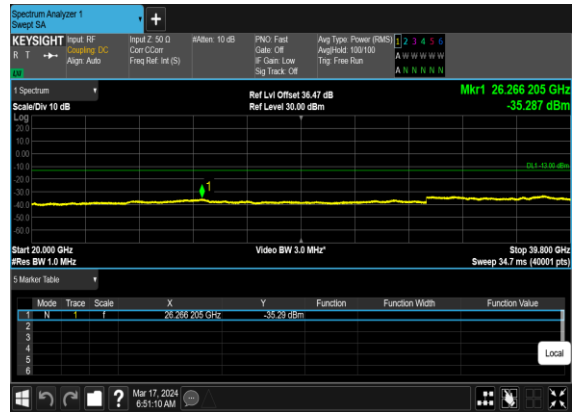 Spectrum Analyzer 1
Swept SA
+
KEYSIGHT Input: RF Input Z: 50 Ω #Atten: 10 dB PNO: Fast Avg Type: Power (RMS) 1 2 3 4 5 6
R T Coupling: DC Corr CCorr Gate: Off Avg|Hold: 100/100 A W W W W W
Align: Auto Freq Ref: Int (S) IF Gain: Low Trig: Free Run A N N N N N
Sig Track: Off
1 Spectrum Ref Lvl Offset 36.47 dB Mkr1 26.266 205 GHz
Scale/Div 10 dB Ref Level 30.00 dBm -35.287 dBm
Log
20.0
10.0
0.0
-10.0 DL1 -13.00 dBm
-20.0
-30.0 1
-40.0
-50.0
-60.0
Start 20.000 GHz Video BW 3.0 MHz* Stop 39.800 GHz
#Res BW 1.0 MHz Sweep 34.7 ms (40001 pts)
5 Marker Table
Mode Trace Scale X Y Function Function Width Function Value
1 N 1 f 26.266 205 GHz -35.29 dBm
2
3
4
5
6
Local
? Mar 17, 2024
6:51:10 AM